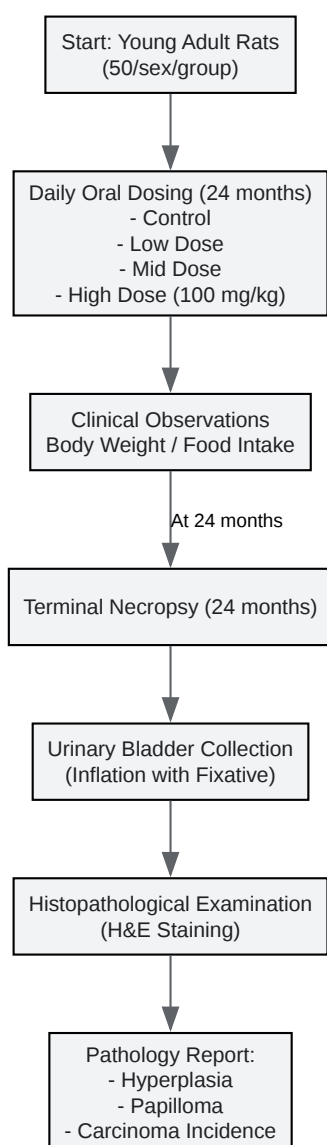 Start: Young Adult Rats
(50/sex/group)
Daily Oral Dosing (24 months)
- Control
- Low Dose
- Mid Dose
- High Dose (100 mg/kg)
Clinical Observations
Body Weight / Food Intake
At 24 months
Terminal Necropsy (24 months)
Urinary Bladder Collection
(Inflation with Fixative)
Histopathological Examination
(H&E Staining)
Pathology Report:
- Hyperplasia
- Papilloma
- Carcinoma Incidence